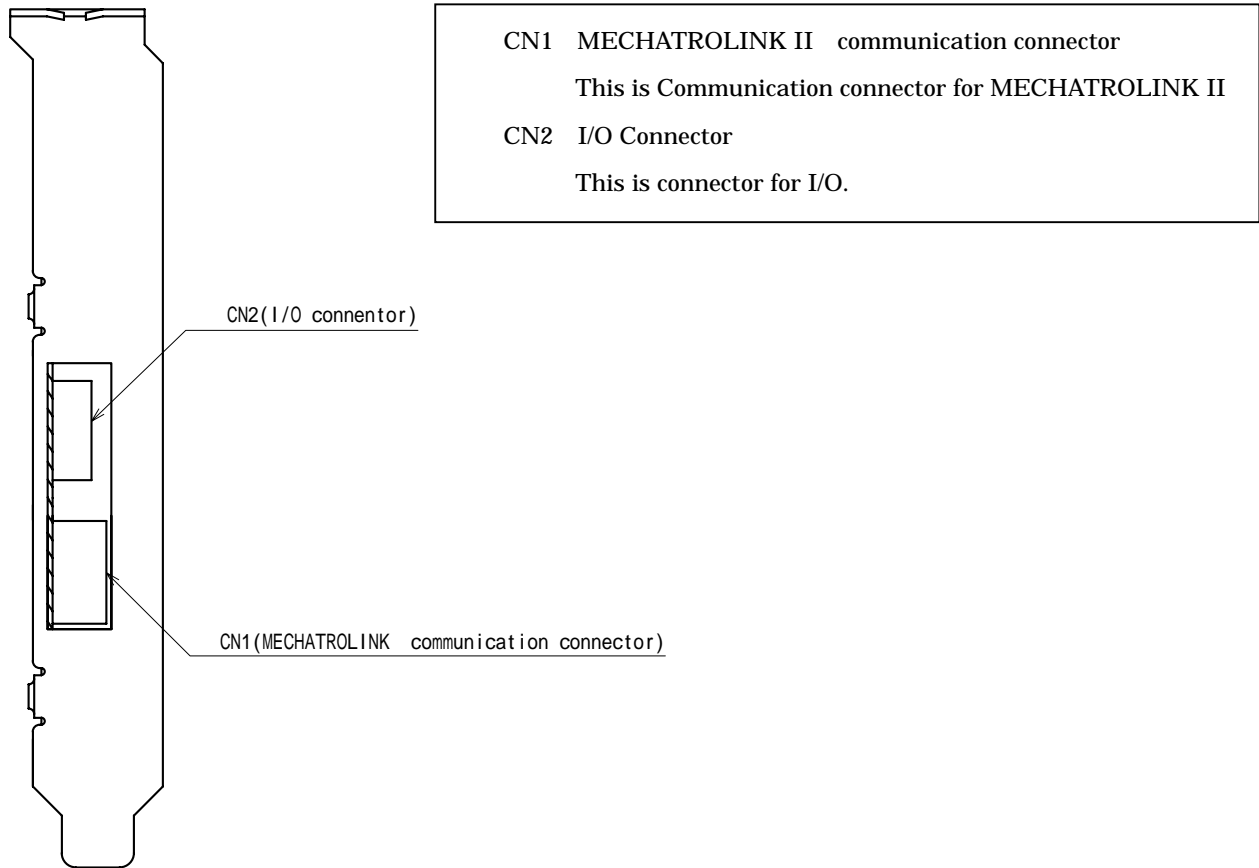 CN1 MECHATROLINK II communication connector
This is Communication connector for MECHATROLINK II
CN2 I/O Connector
This is connector for I/O.
CN2(I/O connentor)
CN1(MECHATROLINK communication connector)